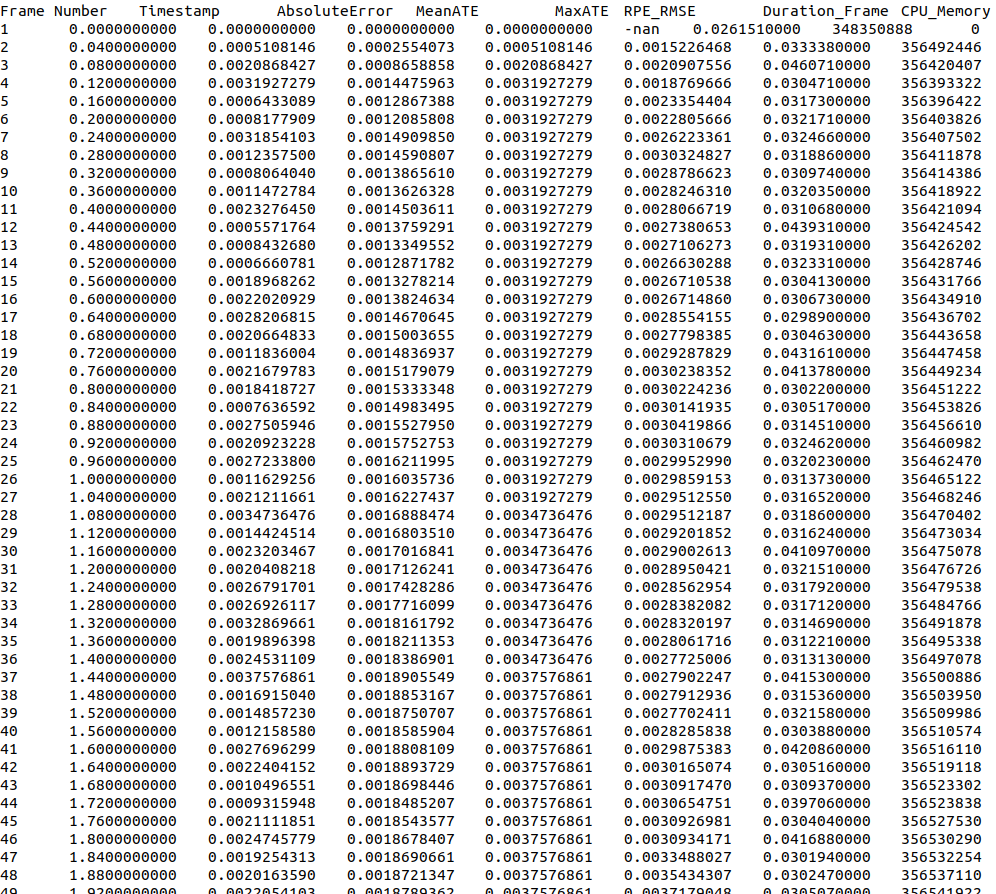 Frame Number Timestamp AbsoluteError MeanATE MaxATE RPE_RMSE Duration_Frame CPU_Memory
1 0.0000000000 0.0000000000 0.0000000000 0.0000000000 -nan 0.0261510000 348350888 0
2 0.0400000000 0.0005108146 0.0002554073 0.0005108146 0.0015226468 0.0333380000 356492446
3 0.0800000000 0.0020868427 0.0008658858 0.0020868427 0.0020907556 0.0460710000 356420407
4 0.1200000000 0.0031927279 0.0014475963 0.0031927279 0.0018769666 0.0304710000 356393322
5 0.1600000000 0.0006433089 0.0012867388 0.0031927279 0.0023354404 0.0317300000 356396422
6 0.2000000000 0.0008177909 0.0012085808 0.0031927279 0.0022805666 0.0321710000 356403826
7 0.2400000000 0.0031854103 0.0014909850 0.0031927279 0.0026223361 0.0324660000 356407502
8 0.2800000000 0.0012357500 0.0014590807 0.0031927279 0.0030324827 0.0318860000 356411878
9 0.3200000000 0.0008064040 0.0013865610 0.0031927279 0.0028786623 0.0309740000 356414386
10 0.3600000000 0.0011472784 0.0013626328 0.0031927279 0.0028246310 0.0320350000 356418922
11 0.4000000000 0.0023276450 0.0014503611 0.0031927279 0.0028066719 0.0310680000 356421094
12 0.4400000000 0.0005571764 0.0013759291 0.0031927279 0.0027380653 0.0439310000 356424542
13 0.4800000000 0.0008432680 0.0013349552 0.0031927279 0.0027106273 0.0319310000 356426202
14 0.5200000000 0.0006660781 0.0012871782 0.0031927279 0.0026630288 0.0323310000 356428746
15 0.5600000000 0.0018968262 0.0013278214 0.0031927279 0.0026710538 0.0304130000 356431766
16 0.6000000000 0.0022020929 0.0013824634 0.0031927279 0.0026714860 0.0306730000 356434910
17 0.6400000000 0.0028206815 0.0014670645 0.0031927279 0.0028554155 0.0298900000 356436702
18 0.6800000000 0.0020664833 0.0015003655 0.0031927279 0.0027798385 0.0304630000 356443658
19 0.7200000000 0.0011836004 0.0014836937 0.0031927279 0.0029287829 0.0431610000 356447458
20 0.7600000000 0.0021679783 0.0015179079 0.0031927279 0.0030238352 0.0413780000 356449234
21 0.8000000000 0.0018418727 0.0015333348 0.0031927279 0.0030224236 0.0302200000 356451222
22 0.8400000000 0.0007636592 0.0014983495 0.0031927279 0.0030141935 0.0305170000 356453826
23 0.8800000000 0.0027505946 0.0015527950 0.0031927279 0.0030419866 0.0314510000 356456610
24 0.9200000000 0.0020923228 0.0015752753 0.0031927279 0.0030310679 0.0324620000 356460982
25 0.9600000000 0.0027233800 0.0016211995 0.0031927279 0.0029952990 0.0320230000 356462470
26 1.0000000000 0.0011629256 0.0016035736 0.0031927279 0.0029859153 0.0313730000 356465122
27 1.0400000000 0.0021211661 0.0016227437 0.0031927279 0.0029512550 0.0316520000 356468246
28 1.0800000000 0.0034736476 0.0016888474 0.0034736476 0.0029512187 0.0318600000 356470402
29 1.1200000000 0.0014424514 0.0016803510 0.0034736476 0.0029201852 0.0316240000 356473034
30 1.1600000000 0.0023203467 0.0017016841 0.0034736476 0.0029002613 0.0410970000 356475078
31 1.2000000000 0.0020408218 0.0017126241 0.0034736476 0.0028950421 0.0321510000 356476726
32 1.2400000000 0.0026791701 0.0017428286 0.0034736476 0.0028562954 0.0317920000 356479538
33 1.2800000000 0.0026926117 0.0017716099 0.0034736476 0.0028382082 0.0317120000 356484766
34 1.3200000000 0.0032869661 0.0018161792 0.0034736476 0.0028320197 0.0314690000 356491878
35 1.3600000000 0.0019896398 0.0018211353 0.0034736476 0.0028061716 0.0312210000 356495338
36 1.4000000000 0.0024531109 0.0018386901 0.0034736476 0.0027725006 0.0313130000 356497078
37 1.4400000000 0.0037576861 0.0018905549 0.0037576861 0.0027902247 0.0415300000 356500886
38 1.4800000000 0.0016915040 0.0018853167 0.0037576861 0.0027912936 0.0315360000 356503950
39 1.5200000000 0.0014857230 0.0018750707 0.0037576861 0.0027702411 0.0321580000 356509986
40 1.5600000000 0.0012158580 0.0018585904 0.0037576861 0.0028285838 0.0303880000 356510574
41 1.6000000000 0.0027696299 0.0018808109 0.0037576861 0.0029875383 0.0420860000 356516110
42 1.6400000000 0.0022404152 0.0018893729 0.0037576861 0.0030165074 0.0305160000 356519118
43 1.6800000000 0.0010496551 0.0018698446 0.0037576861 0.0030917470 0.0309370000 356523302
44 1.7200000000 0.0009315948 0.0018485207 0.0037576861 0.0030654751 0.0397060000 356523838
45 1.7600000000 0.0021111851 0.0018543577 0.0037576861 0.0030926981 0.0304040000 356527530
46 1.8000000000 0.0024745779 0.0018678407 0.0037576861 0.0030934171 0.0416880000 356530290
47 1.8400000000 0.0019254313 0.0018690661 0.0037576861 0.0033488027 0.0301940000 356532254
48 1.8800000000 0.0020163590 0.0018721347 0.0037576861 0.0035434307 0.0302470000 356537110
49 1.9200000000 0.0022054103 0.0018789362 0.0037576861 0.0037179048 0.0305070000 356541922